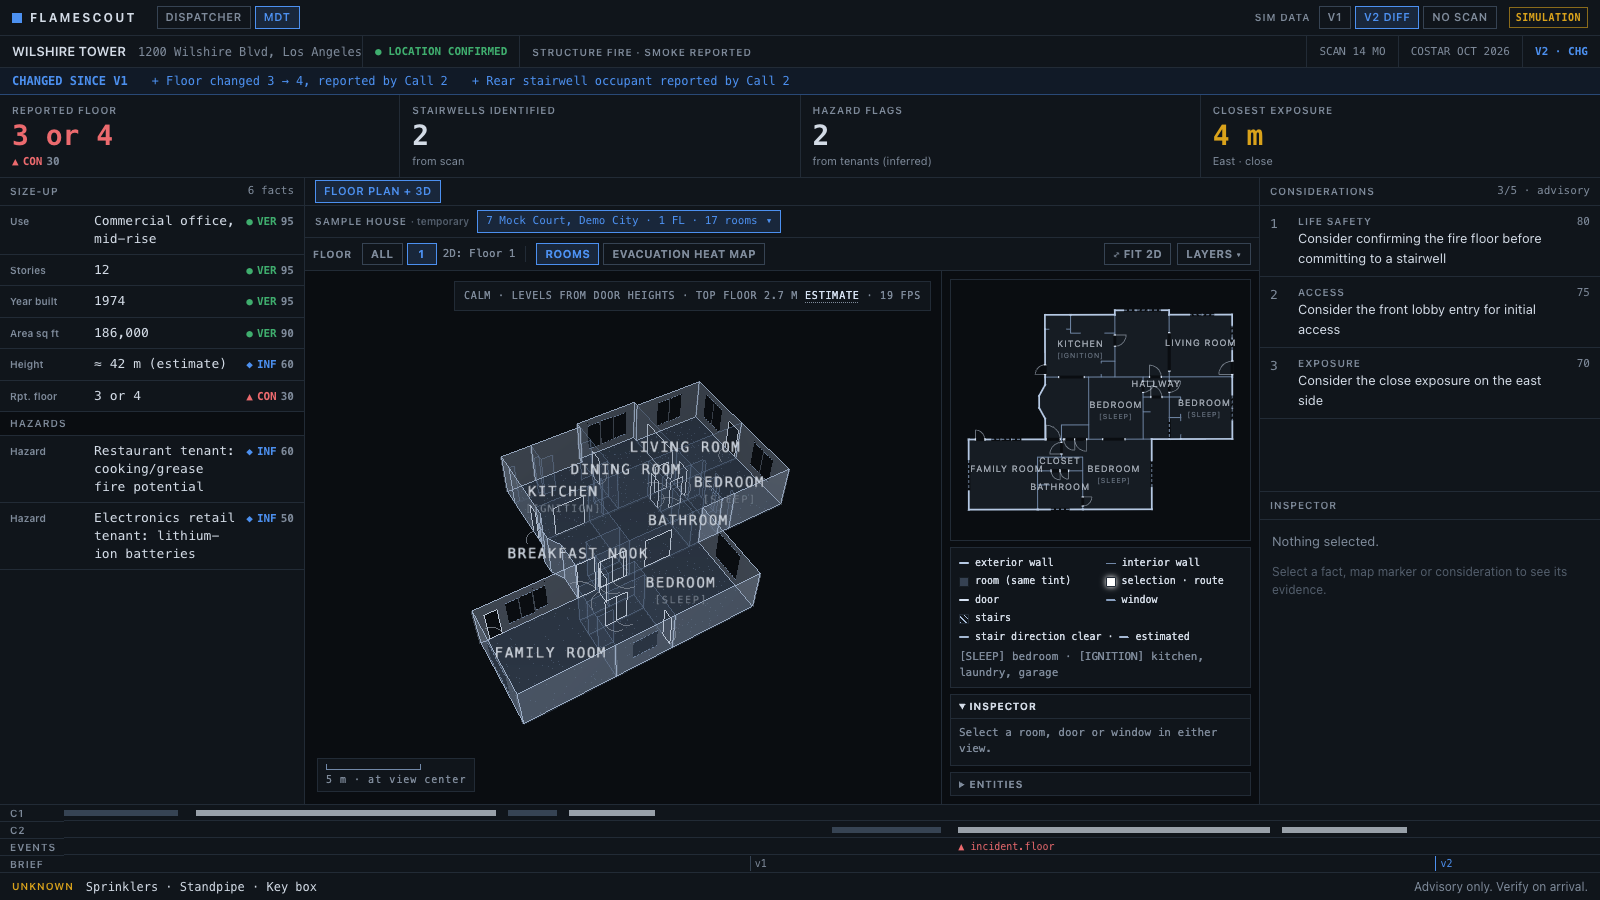 FLAMESCOUT
DISPATCHER
MDT
SIM DATA
V1
V2 DIFF
NO SCAN
SIMULATION
WILSHIRE TOWER
1200 Wilshire Blvd, Los Angeles
● LOCATION CONFIRMED
STRUCTURE FIRE · SMOKE REPORTED
SCAN 14 MO
COSTAR OCT 2026
V2 · CHG
CHANGED SINCE V1
+ Floor changed 3 → 4, reported by Call 2
+ Rear stairwell occupant reported by Call 2
REPORTED FLOOR
3 or 4
▲ CON 30
STAIRWELLS IDENTIFIED
2
from scan
HAZARD FLAGS
2
from tenants (inferred)
CLOSEST EXPOSURE
4 m
East · close
SIZE-UP
6 facts
Use
Commercial office,
mid-rise
● VER 95
Stories
12
● VER 95
Year built
1974
● VER 95
Area sq ft
186,000
● VER 90
Height
≈ 42 m (estimate)
◆ INF 60
Rpt. floor
3 or 4
▲ CON 30
HAZARDS
Hazard
Restaurant tenant:
cooking/grease
fire potential
◆ INF 60
Hazard
Electronics retail
tenant: lithium-
ion batteries
◆ INF 50
FLOOR PLAN + 3D
SAMPLE HOUSE · temporary
7 Mock Court, Demo City · 1 FL · 17 rooms ▾
FLOOR
ALL
1
2D: Floor 1
ROOMS
EVACUATION HEAT MAP
⤢ FIT 2D
LAYERS ▾
CALM · LEVELS FROM DOOR HEIGHTS · TOP FLOOR 2.7 M ESTIMATE · 19 FPS
LIVING ROOM
DINING ROOM
KITCHEN
[IGNITION]
BEDROOM
[SLEEP]
BATHROOM
BREAKFAST NOOK
BEDROOM
[SLEEP]
FAMILY ROOM
5 m · at view center
KITCHEN
[IGNITION]
LIVING ROOM
HALLWAY
BEDROOM
[SLEEP]
BEDROOM
[SLEEP]
FAMILY ROOM
CLOSET
BEDROOM
[SLEEP]
BATHROOM
exterior wall
interior wall
room (same tint)
selection · route
door
window
stairs
stair direction clear · — estimated
[SLEEP] bedroom · [IGNITION] kitchen,
laundry, garage
▼ INSPECTOR
Select a room, door or window in either
view.
▶ ENTITIES
CONSIDERATIONS
3/5 · advisory
1
LIFE SAFETY
80
Consider confirming the fire floor before
committing to a stairwell
2
ACCESS
75
Consider the front lobby entry for initial
access
3
EXPOSURE
70
Consider the close exposure on the east
side
INSPECTOR
Nothing selected.
Select a fact, map marker or consideration to see its
evidence.
C1
C2
EVENTS
▲ incident.floor
BRIEF
v1
v2
UNKNOWN
Sprinklers · Standpipe · Key box
Advisory only. Verify on arrival.